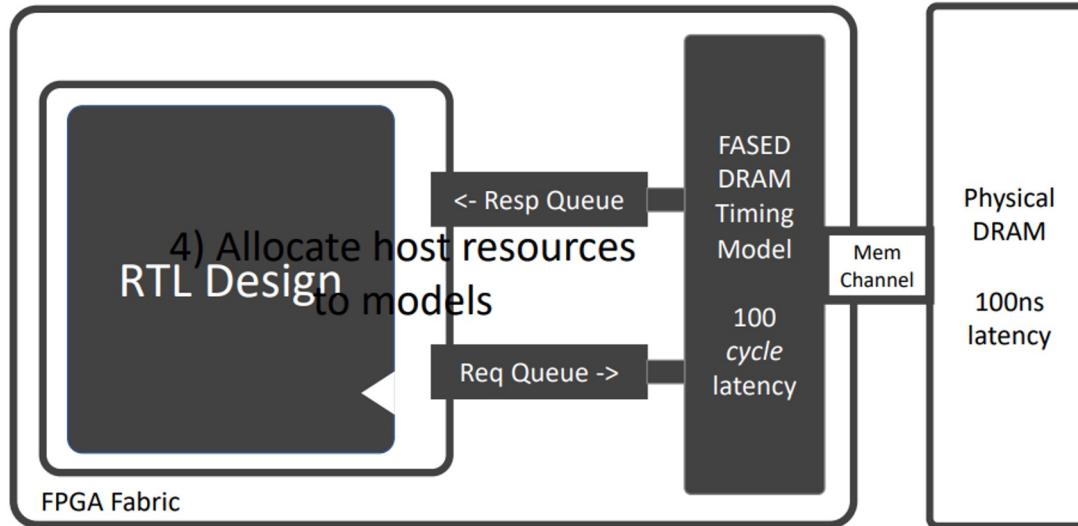 <- Resp Queue
4) Allocate host resources
to models
RTL Design
Req Queue ->
FPGA Fabric
FASED
DRAM
Timing
Model
100
cycle
latency
Mem
Channel
Physical
DRAM
100ns
latency